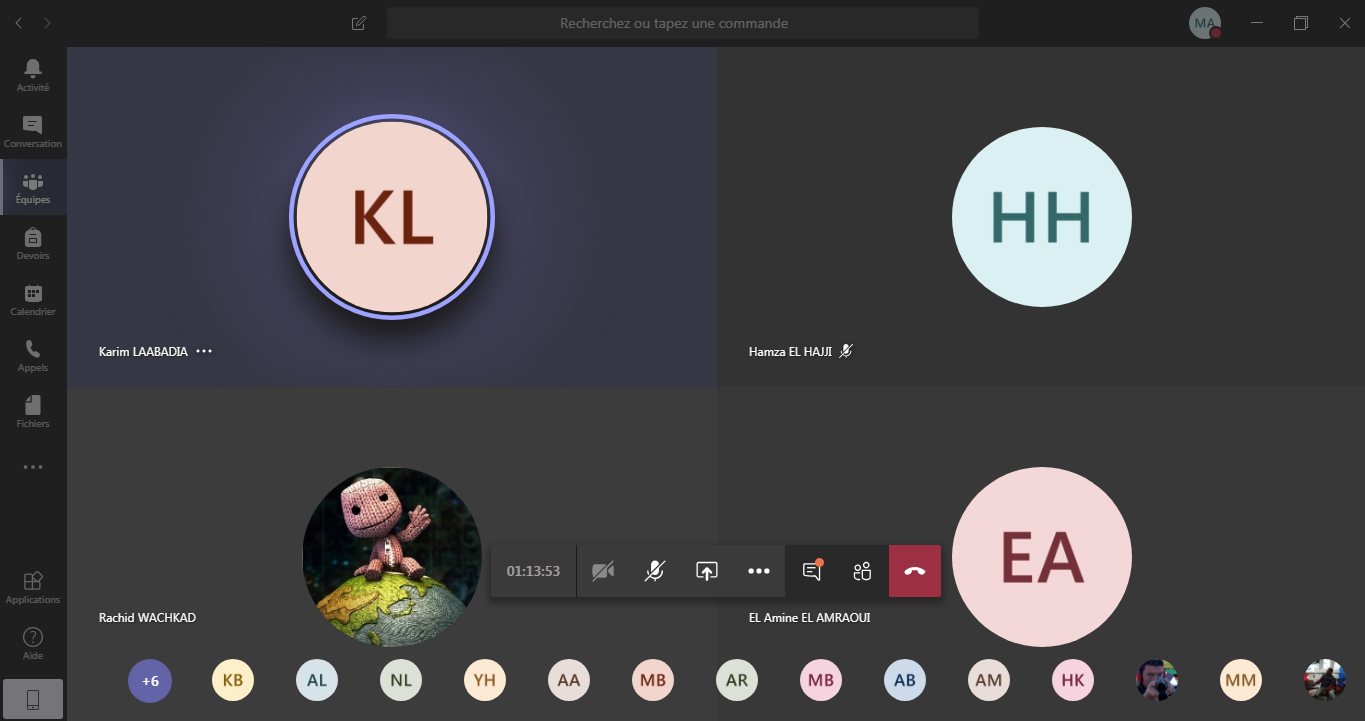 Recherchez ou tapez une commande
MA
Activité
Conversation
Équipes
Devoirs
Calendrier
Appels
Fichiers
Applications
Aide
KL
Karim LAABADIA
HH
Hamza EL HAJJI
Rachid WACHKAD
EA
EL Amine EL AMRAOUI
01:13:53
+6
KB
AL
NL
YH
AA
MB
AR
MB
AB
AM
HK
MM